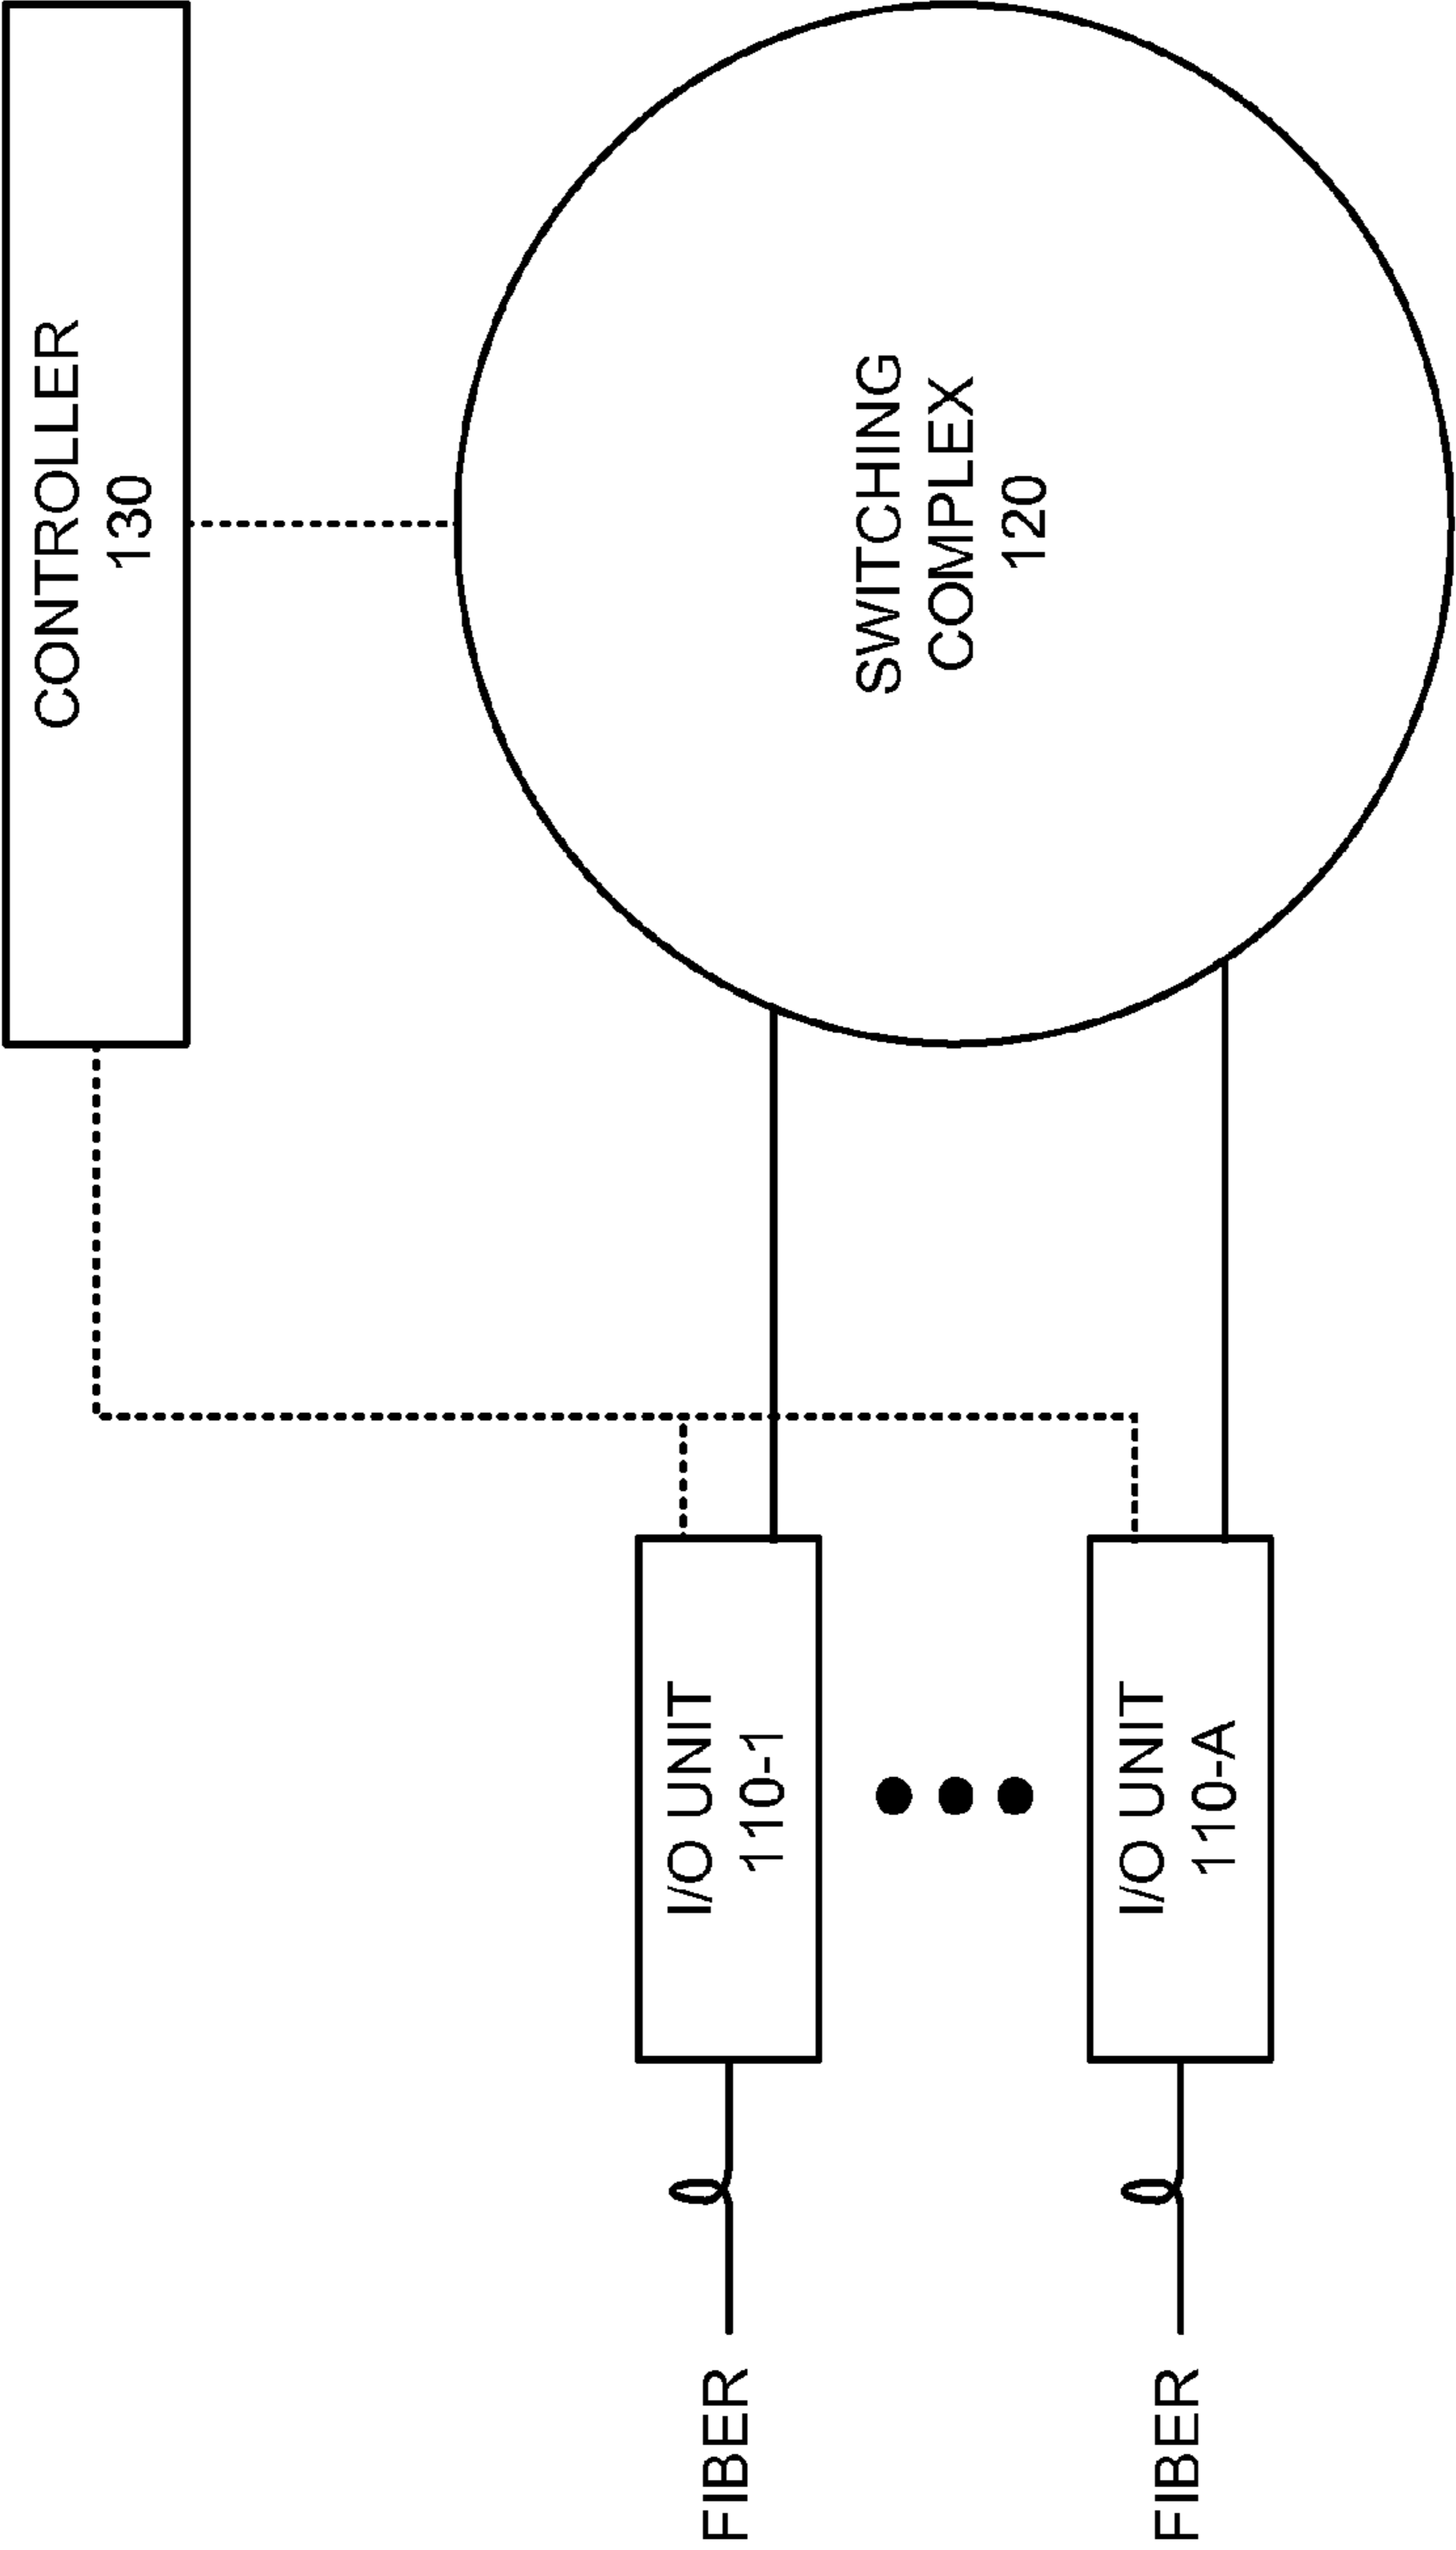 CONTROLLER
130
SWITCHING
COMPLEX
120
I/O UNIT
110-1
I/O UNIT
110-A
FIBER
FIBER